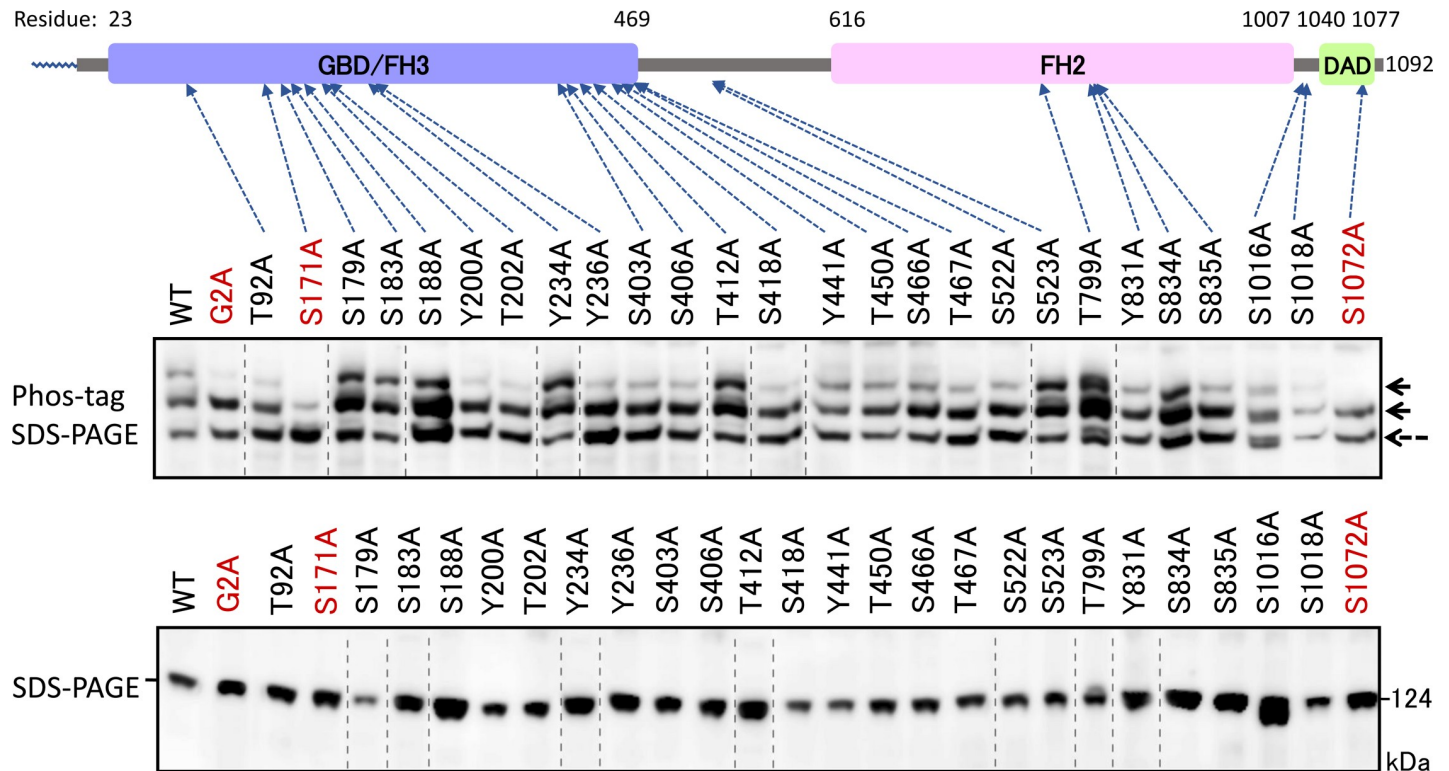 Residue: 23 469 616 1007 1040 1077
GBD/FH3 FH2 DAD 1092
WT G2A T92A S171A S179A S183A S188A Y200A T202A Y234A Y236A S403A S406A T412A S418A Y441A T450A S466A T467A S522A S523A T799A Y831A S834A S835A S1016A S1018A S1072A
Phos-tag
SDS-PAGE
WT G2A T92A S171A S179A S183A S188A Y200A T202A Y234A Y236A S403A S406A T412A S418A Y441A T450A S466A T467A S522A S523A T799A Y831A S834A S835A S1016A S1018A S1072A
SDS-PAGE -124
kDa